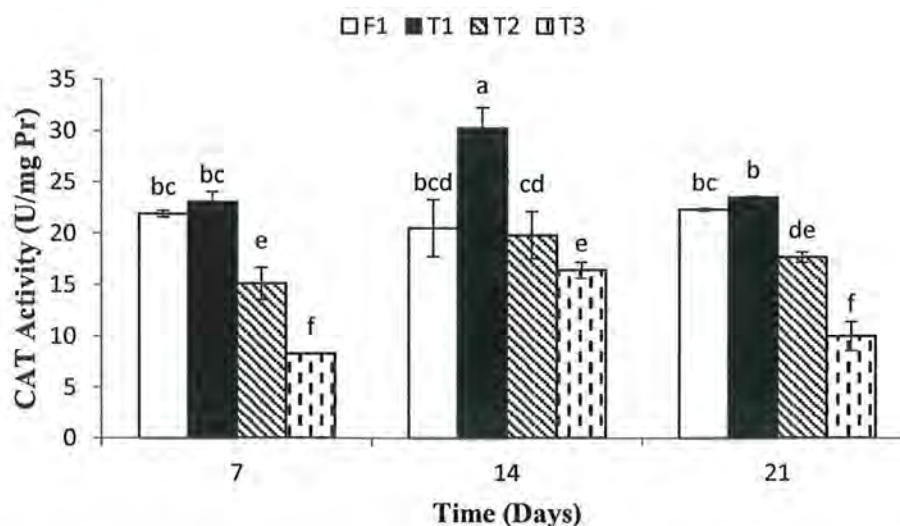 F1 T1 T2 T3
CAT Activity (U/mg Pr)
35
30
25
20
15
10
5
0
bc bc e f
bcd a cd e
bc b de f
7 14 21
Time (Days)